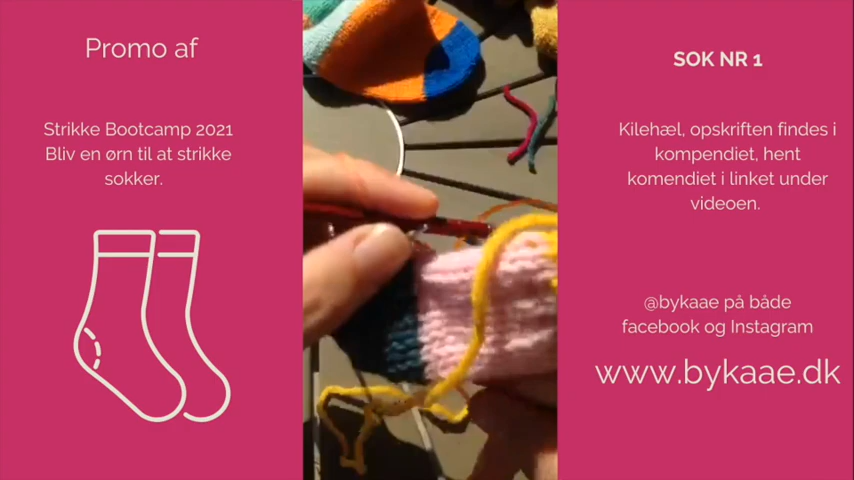 Promo af
Strikke Bootcamp 2021
Bliv en ørn til at strikke
sokker.
SOK NR 1
Kilehæl, opskriften findes i
kompendiet, hent
komendiet i linket under
videoen.
@bykaae på både
facebook og Instagram
www.bykaae.dk